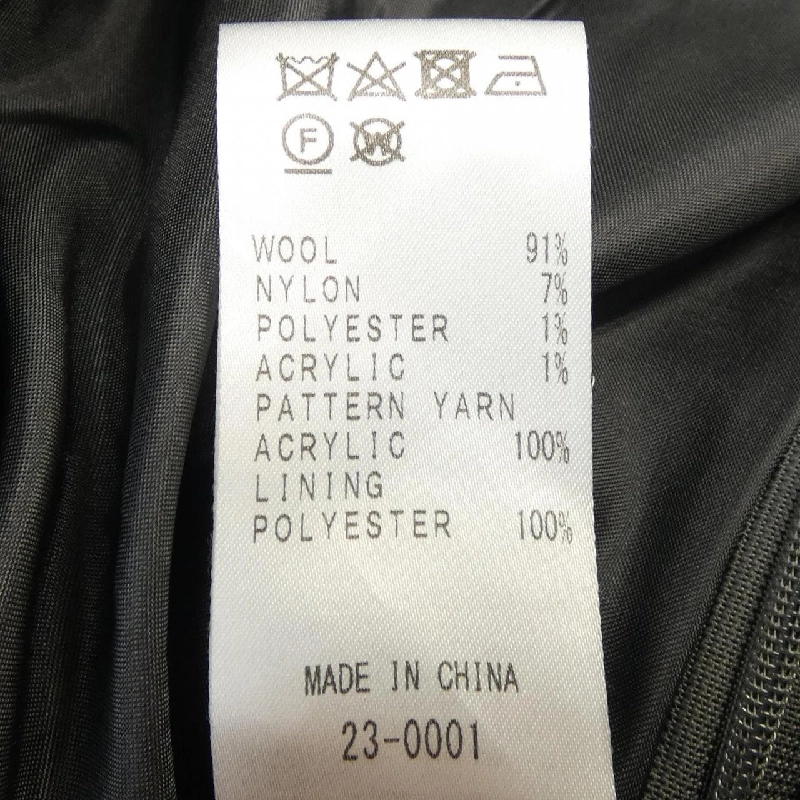 F W
WOOL 91%
NYLON 7%
POLYESTER 1%
ACRYLIC 1%
PATTERN YARN
ACRYLIC 100%
LINING
POLYESTER 100%
MADE IN CHINA
23-0001